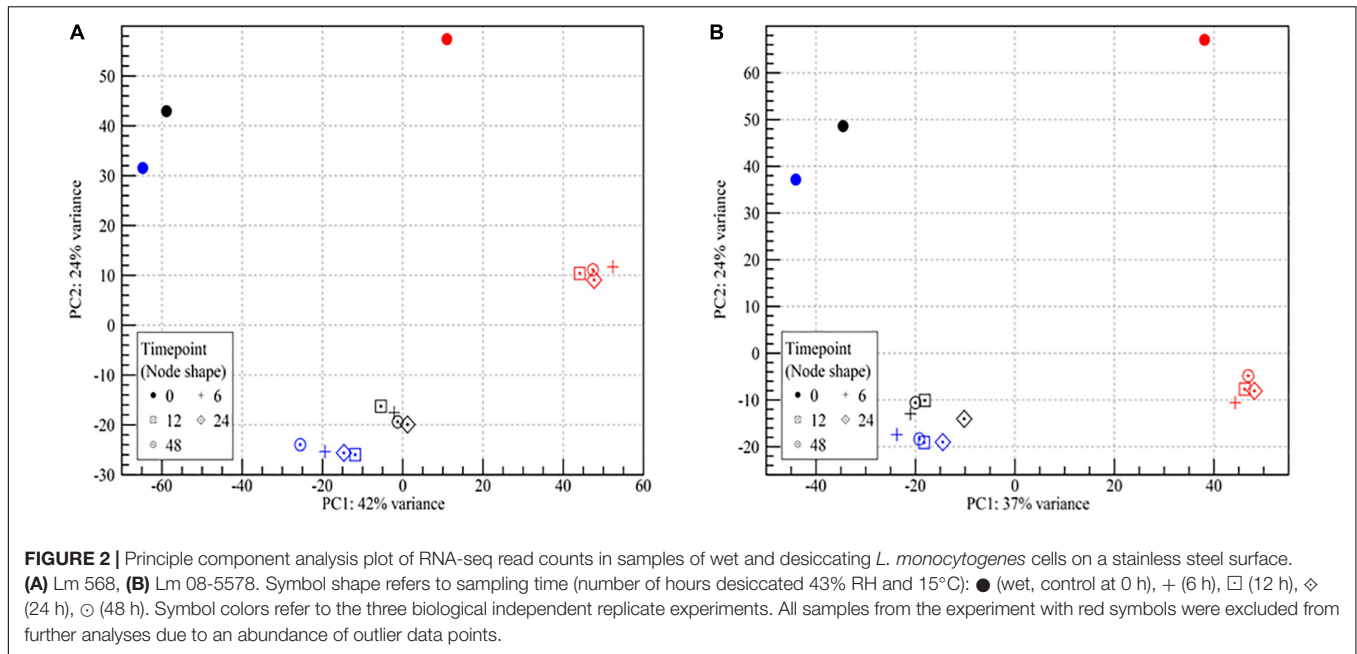 A
50
40
30
20
10
0
-10
-20
-30
PC2: 24% variance
Timepoint
(Node shape)
0 6
12 24
48
-60 -40 -20 0 20 40 60
PC1: 42% variance
B
60
50
40
30
20
10
0
-10
-20
PC2: 24% variance
Timepoint
(Node shape)
0 6
12 24
48
-40 -20 0 20 40
PC1: 37% variance
FIGURE 2 | Principle component analysis plot of RNA-seq read counts in samples of wet and desiccating L. monocytogenes cells on a stainless steel surface.
(A) Lm 568, (B) Lm 08-5578. Symbol shape refers to sampling time (number of hours desiccated 43% RH and 15°C): ● (wet, control at 0 h), + (6 h), ⊡ (12 h), ⟐
(24 h), ⊙ (48 h). Symbol colors refer to the three biological independent replicate experiments. All samples from the experiment with red symbols were excluded from
further analyses due to an abundance of outlier data points.